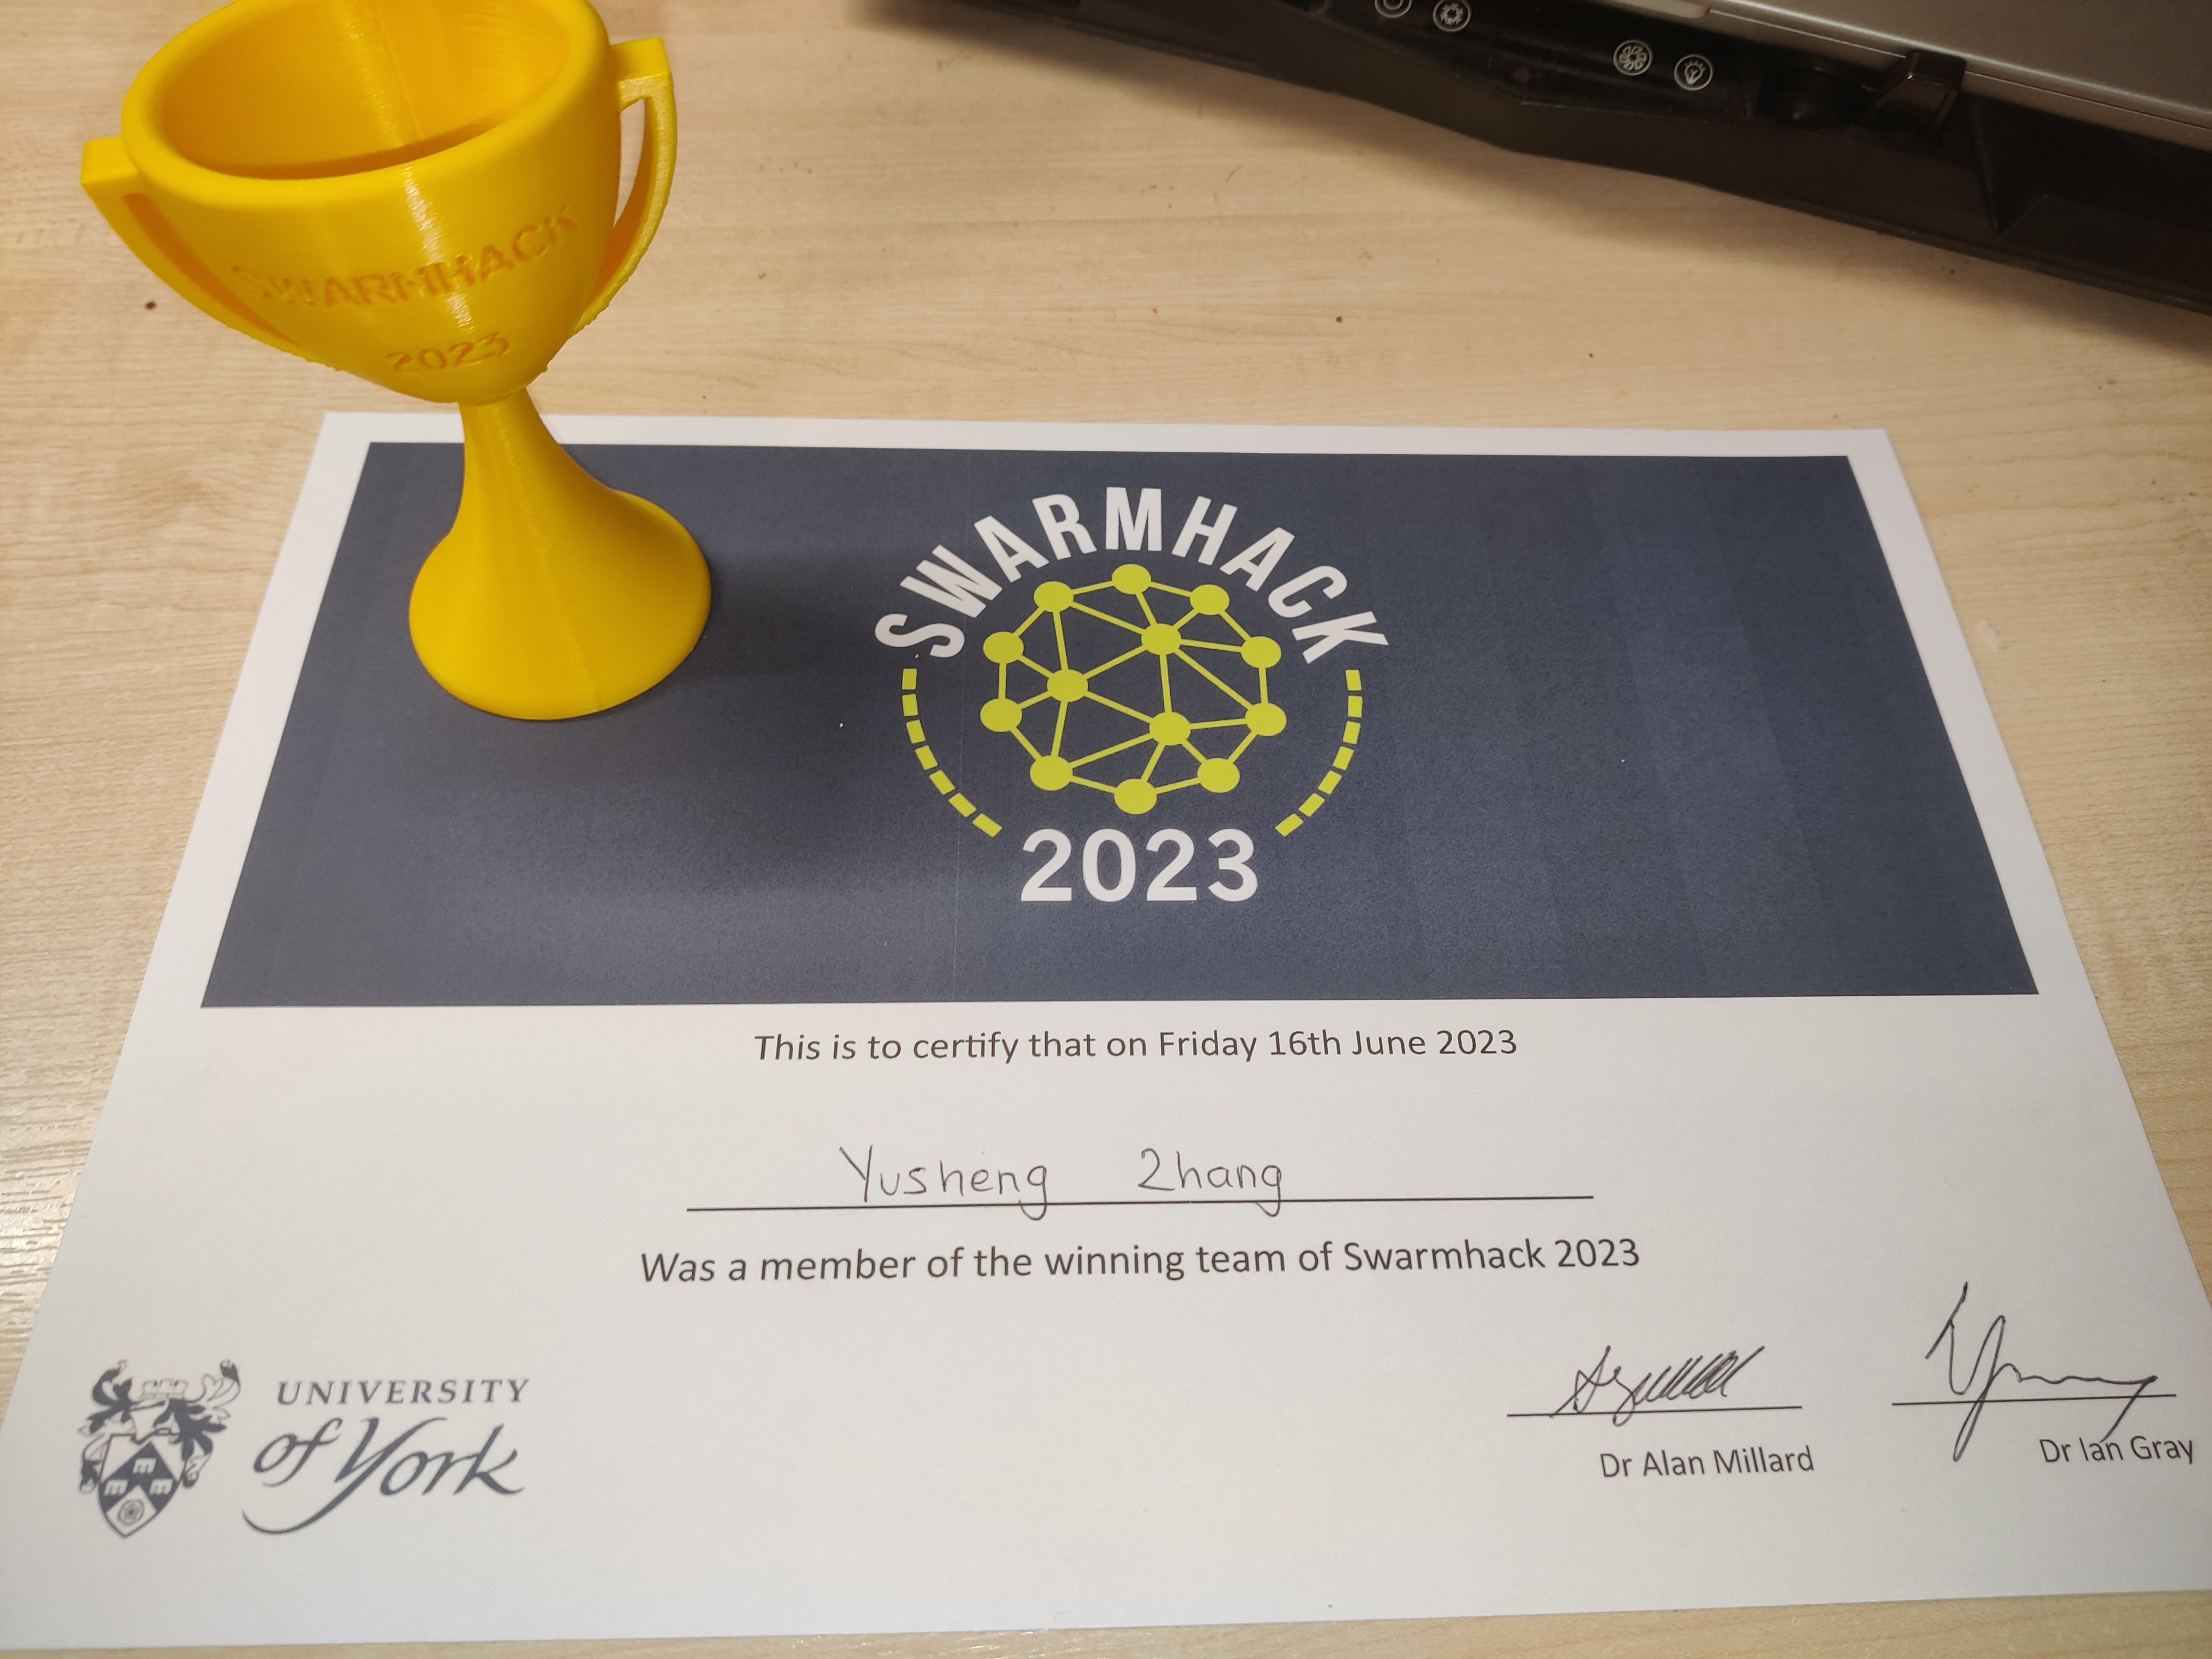 SWARMHACK
2023
SWARMHACK
2023
This is to certify that on Friday 16th June 2023
Yusheng Zhang
Was a member of the winning team of Swarmhack 2023
UNIVERSITY
of York
Dr Alan Millard
Dr Ian Gray